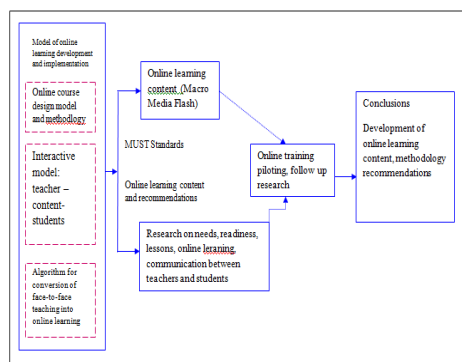 Model of online
learning development and
implementation
Online course
design model
and methodlogy
Interactive
model:
teacher –
content-
students
Algorithm for
conversion of
face-to-face
teaching into
online learning
Online learning
content (Macro
Media Flash)
MUST Standards
Online learning content
and recommendations
Research on needs, readiness,
lessons, online leraning,
communication between
teachers and students
Online training
piloting, follow up
research
Conclusions
Development of
online learning
content, methodology
recommendations